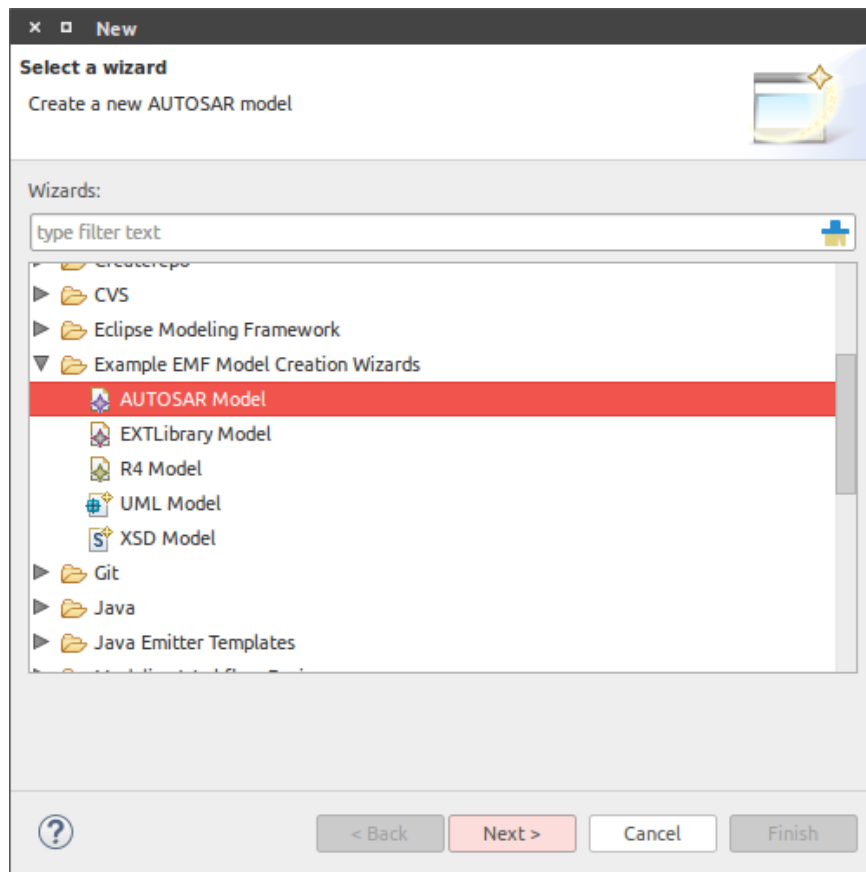 New
Select a wizard
Create a new AUTOSAR model
Wizards:
type filter text
CVS
Eclipse Modeling Framework
Example EMF Model Creation Wizards
AUTOSAR Model
EXTLibrary Model
R4 Model
UML Model
XSD Model
Git
Java
Java Emitter Templates
< Back Next > Cancel Finish